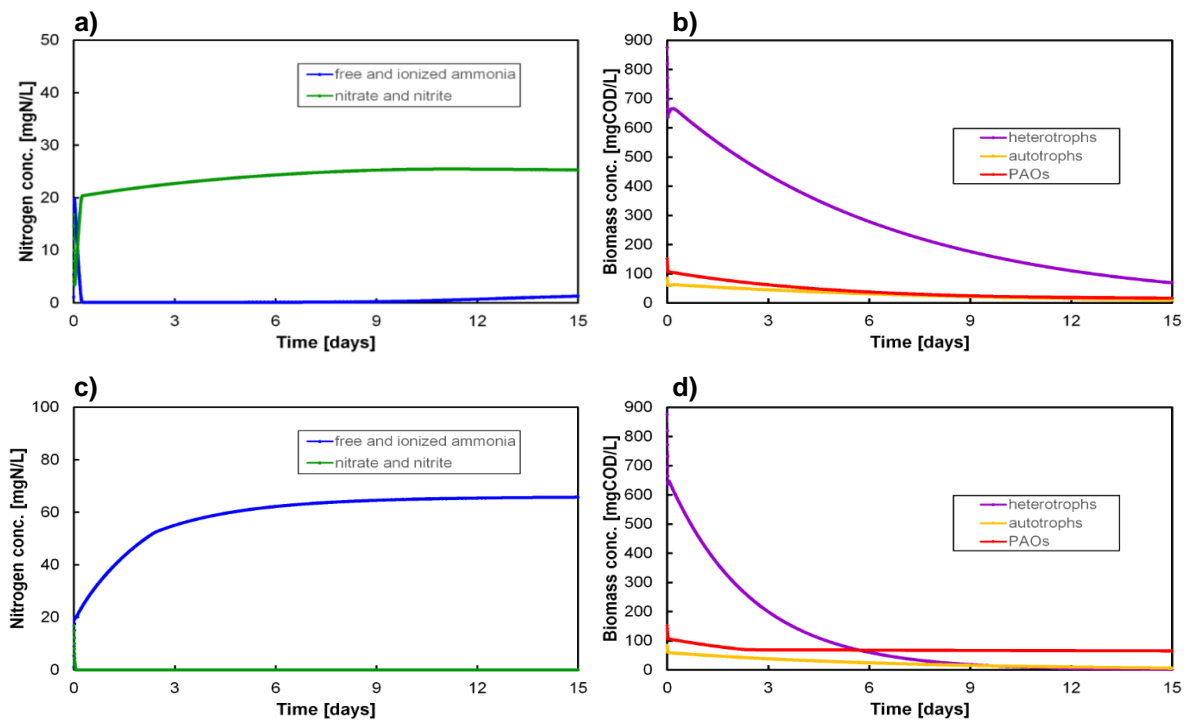 a)
50
40
30
20
10
0
Nitrogen conc. [mgN/L]
free and ionized ammonia
nitrate and nitrite
0 3 6 9 12 15
Time [days]
b)
900
800
700
600
500
400
300
200
100
0
Biomass conc. [mgCOD/L]
heterotrophs
autotrophs
PAOs
0 3 6 9 12 15
Time [days]
c)
100
80
60
40
20
0
Nitrogen conc. [mgN/L]
free and ionized ammonia
nitrate and nitrite
0 3 6 9 12 15
Time [days]
d)
900
800
700
600
500
400
300
200
100
0
Biomass conc. [mgCOD/L]
heterotrophs
autotrophs
PAOs
0 3 6 9 12 15
Time [days]